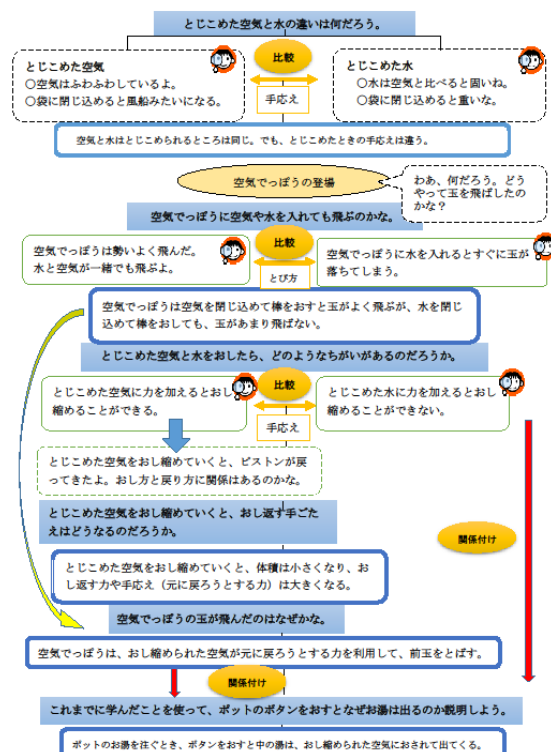 とじこめた空気と水の違いは何だろう。
とじこめた空気
○空気はふわふわしているよ。
○袋に閉じ込めると風船みたいになる。
比較
手応え
とじこめた水
○水は空気と比べると固いね。
○袋に閉じ込めると重いな。
空気と水はとじこめられるところは同じ。でも、とじこめたときの手応えは違う。
空気でっぽうの登場
わあ、何だろう。どう
やって玉を飛ばしたの
かな？
空気でっぽうに空気や水を入れても飛ぶのかな。
空気でっぽうは勢いよく飛んだ。
水と空気が一緒でも飛ぶよ。
比較
とび方
空気でっぽうに水を入れるとすぐに玉が
落ちてしまう。
空気でっぽうは空気を閉じ込めて棒をおすと玉がよく飛ぶが、水を閉じ
込めて棒をおしても、玉があまり飛ばない。
とじこめた空気と水をおしたら、どのようなちがいがあるのだろうか。
とじこめた空気に力を加えるとおし
縮めることができる。
比較
手応え
とじこめた水に力を加えるとおし
縮めることができない。
とじこめた空気をおし縮めていくと、ピストンが戻
ってきたよ。おし方と戻り方に関係はあるのかな。
とじこめた空気をおし縮めていくと、おし返す手ごた
えはどうなるのだろうか。
関係付け
とじこめた空気をおし縮めていくと、体積は小さくなり、お
し返す力や手応え（元に戻ろうとする力）は大きくなる。
空気でっぽうの玉が飛んだのはなぜかな。
空気でっぽうは、おし縮められた空気が元に戻ろうとする力を利用して、前玉をとばす。
関係付け
これまでに学んだことを使って、ポットのボタンをおすとなぜお湯は出るのか説明しよう。
ポットのお湯を注ぐとき、ボタンをおすと中の湯は、おし縮められた空気におされて出てくる。